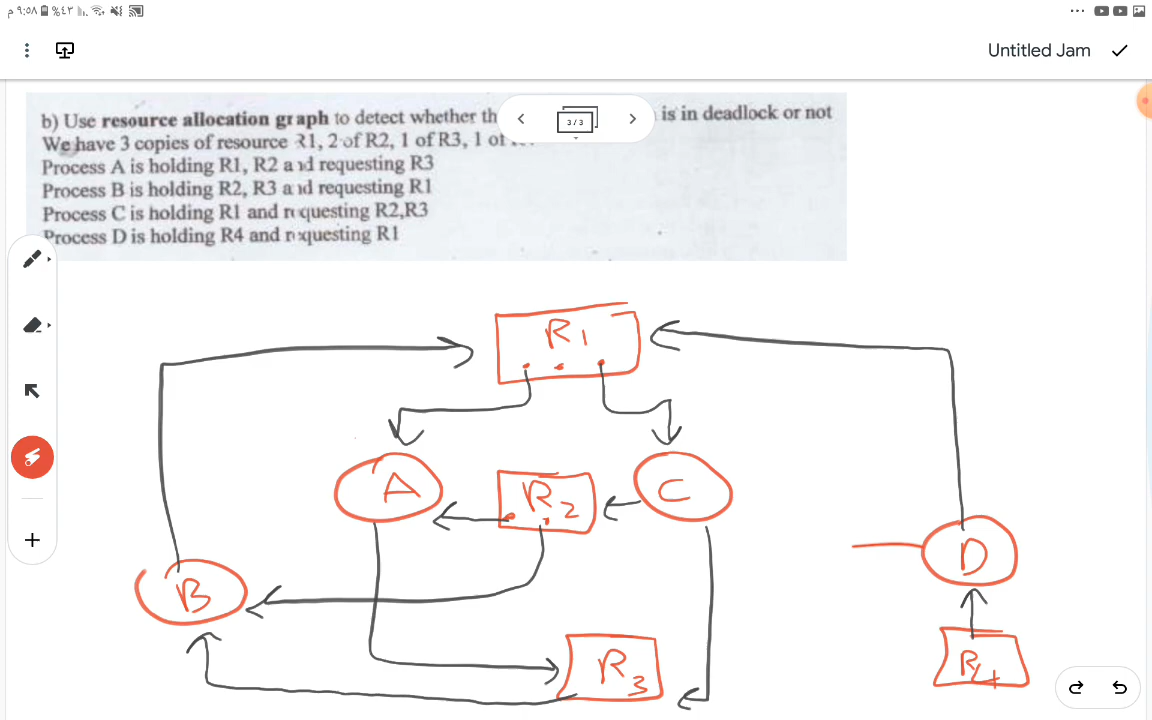 م ٩:٥٨ %٤٣
Untitled Jam
b) Use resource allocation graph to detect whether th is in deadlock or not
3 / 3
We have 3 copies of resource R1, 2 of R2, 1 of R3, 1 of
Process A is holding R1, R2 and requesting R3
Process B is holding R2, R3 and requesting R1
Process C is holding R1 and requesting R2,R3
Process D is holding R4 and requesting R1
R1
A
R2
C
D
B
R3
R4